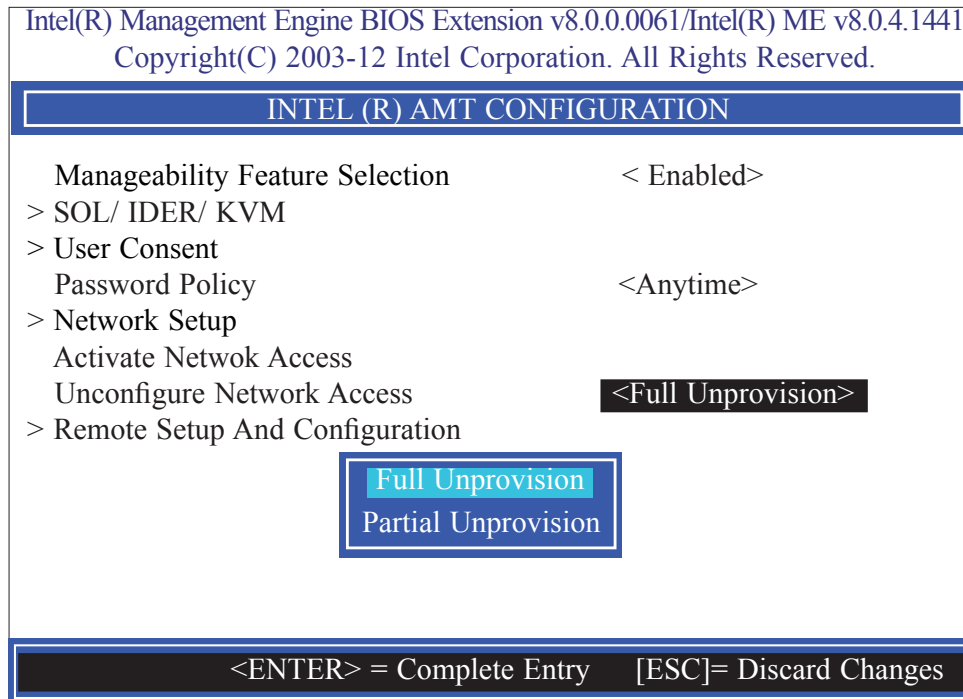 Intel(R) Management Engine BIOS Extension v8.0.0.0061/Intel(R) ME v8.0.4.1441
Copyright(C) 2003-12 Intel Corporation. All Rights Reserved.
INTEL (R) AMT CONFIGURATION
Manageability Feature Selection < Enabled>
> SOL/ IDER/ KVM
> User Consent
Password Policy <Anytime>
> Network Setup
Activate Netwok Access
Unconfigure Network Access <Full Unprovision>
> Remote Setup And Configuration
Full Unprovision
Partial Unprovision
<ENTER> = Complete Entry [ESC]= Discard Changes